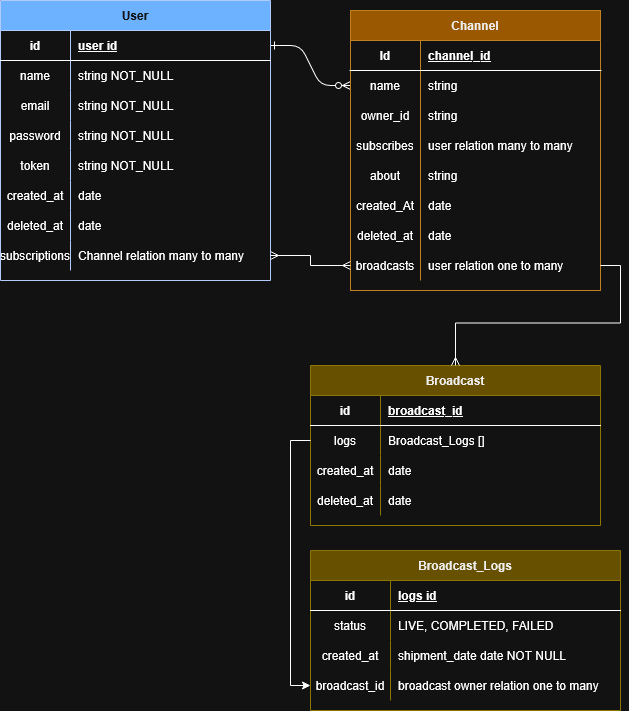 User
id user id
name string NOT_NULL
email string NOT_NULL
password string NOT_NULL
token string NOT_NULL
created_at date
deleted_at date
subscriptions Channel relation many to many
Channel
Id channel_id
name string
owner_id string
subscribes user relation many to many
about string
created_At date
deleted_at date
broadcasts user relation one to many
Broadcast
id broadcast_id
logs Broadcast_Logs []
created_at date
deleted_at date
Broadcast_Logs
id logs id
status LIVE, COMPLETED, FAILED
created_at shipment_date date NOT NULL
broadcast_id broadcast owner relation one to many